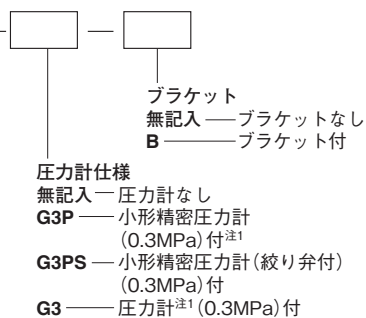 ブラケット
無記入 ブラケットなし
B ブラケット付
圧力計仕様
無記入 圧力計なし
G3P 小形精密圧力計
(0.3MPa)付注1
G3PS 小形精密圧力計(絞り弁付)
(0.3MPa)付
G3 圧力計注1(0.3MPa)付